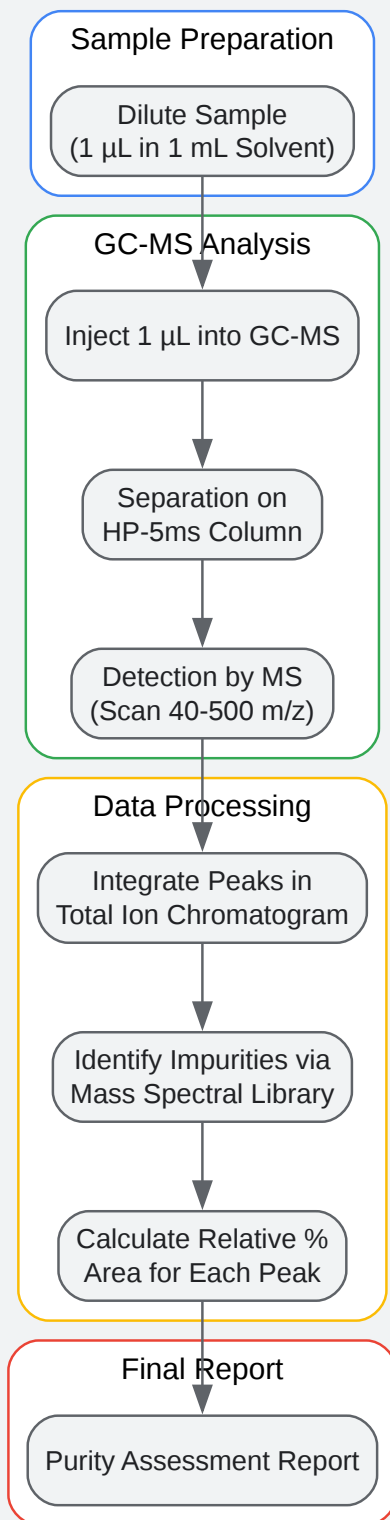 Sample Preparation
Dilute Sample
(1 µL in 1 mL Solvent)
GC-MS Analysis
Inject 1 µL into GC-MS
Separation on
HP-5ms Column
Detection by MS
(Scan 40-500 m/z)
Data Processing
Integrate Peaks in
Total Ion Chromatogram
Identify Impurities via
Mass Spectral Library
Calculate Relative %
Area for Each Peak
Final Report
Purity Assessment Report